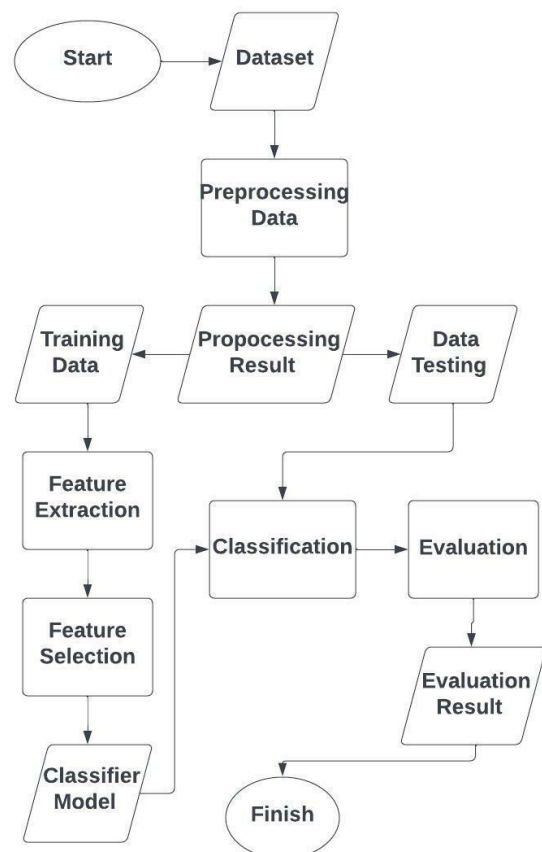 Start
Dataset
Preprocessing
Data
Training
Data
Propocessing
Result
Data
Testing
Feature
Extraction
Classification
Evaluation
Feature
Selection
Evaluation
Result
Classifier
Model
Finish